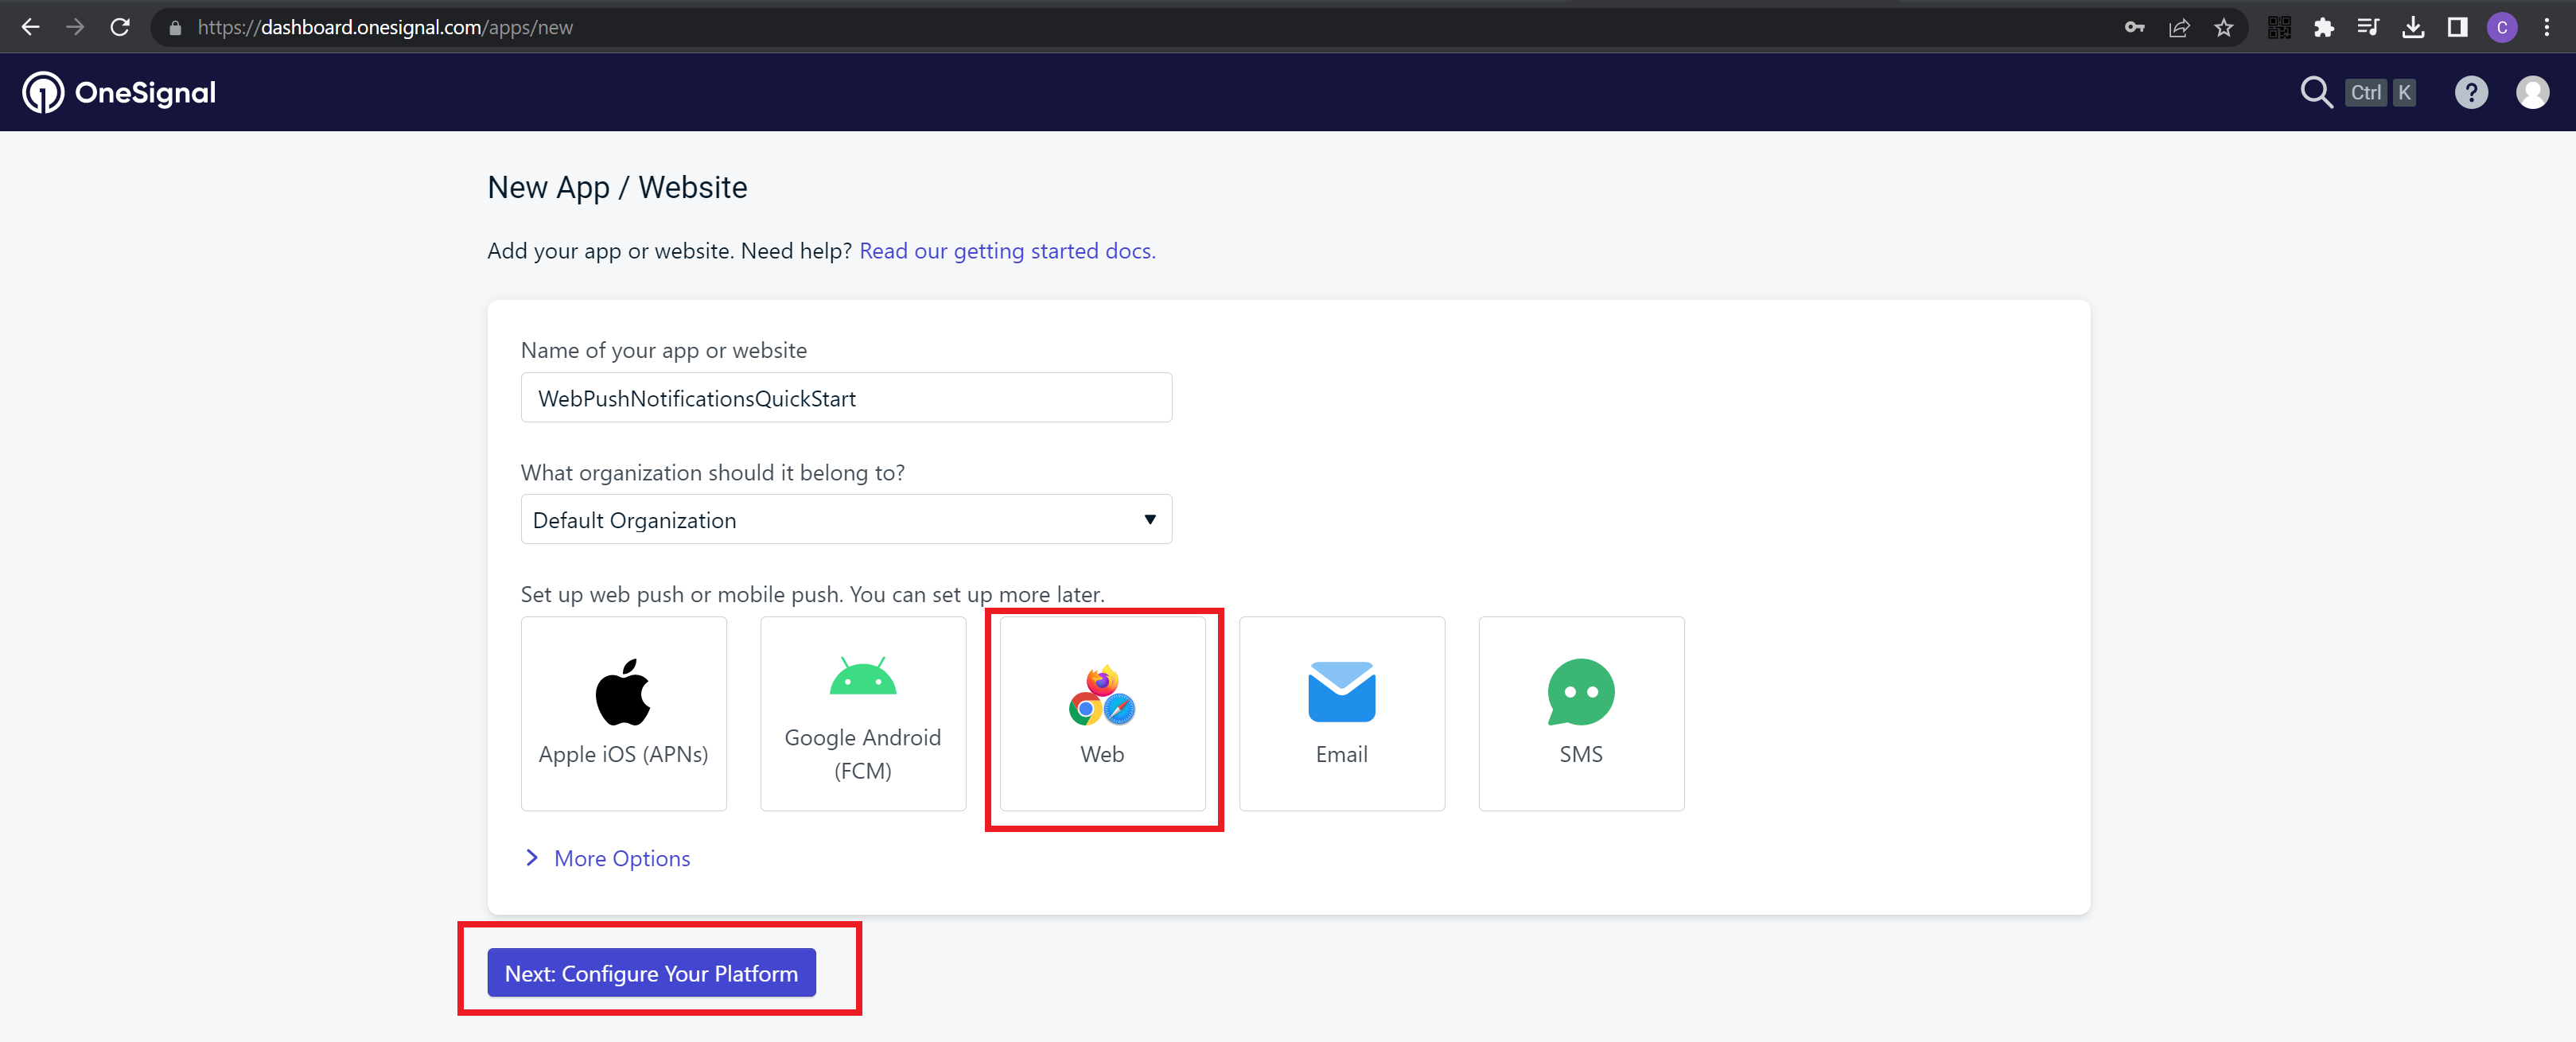 https://dashboard.onesignal.com/apps/new
C
OneSignal
Ctrl K
?
New App / Website
Add your app or website. Need help? Read our getting started docs.
Name of your app or website
WebPushNotificationsQuickStart
What organization should it belong to?
Default Organization
Set up web push or mobile push. You can set up more later.
Apple iOS (APNs)
Google Android
(FCM)
Web
Email
SMS
More Options
Next: Configure Your Platform